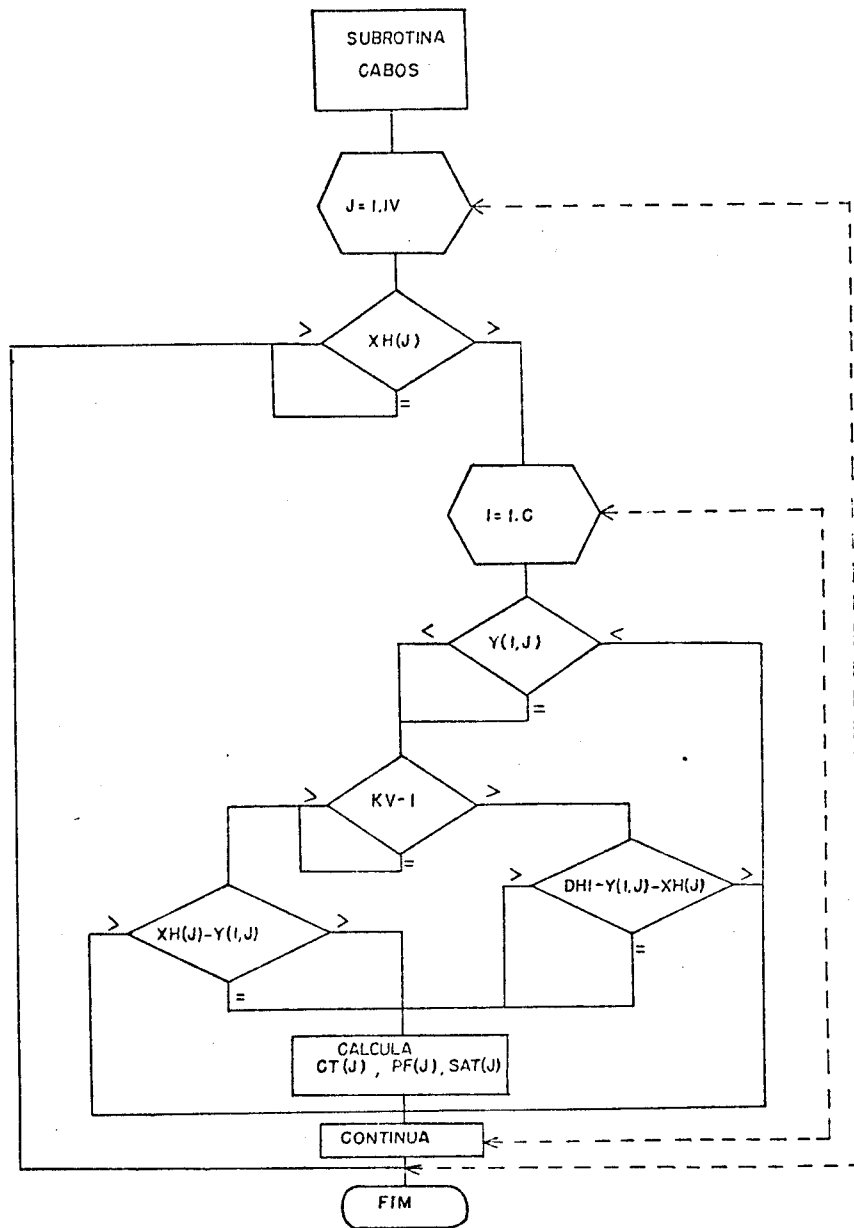 SUBROTINA
CABOS
J=1,IV
>
XH(J)
>
=
I=1.C
<
Y(I,J)
<
=
>
KV-1
>
=
>
DHI-Y(I,J)-XH(J)
>
=
>
XH(J)-Y(I,J)
>
=
CALCULA
CT(J), PF(J), SAT(J)
CONTINUA
FIM